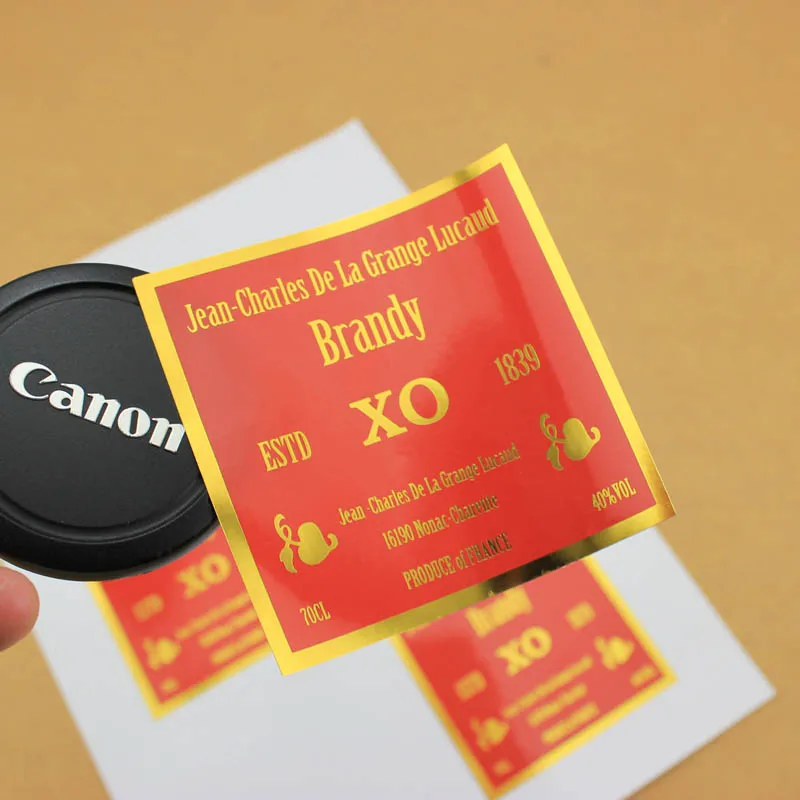 Canon
Jean-Charles De La Grange Lucaud
Brandy
XO
ESTD 1839
Jean -Charles De La Grange Lucaud
16190 Nonac-Charente
PRODUCE of FRANCE
70CL 40%VOL
XO
Brandy
XO